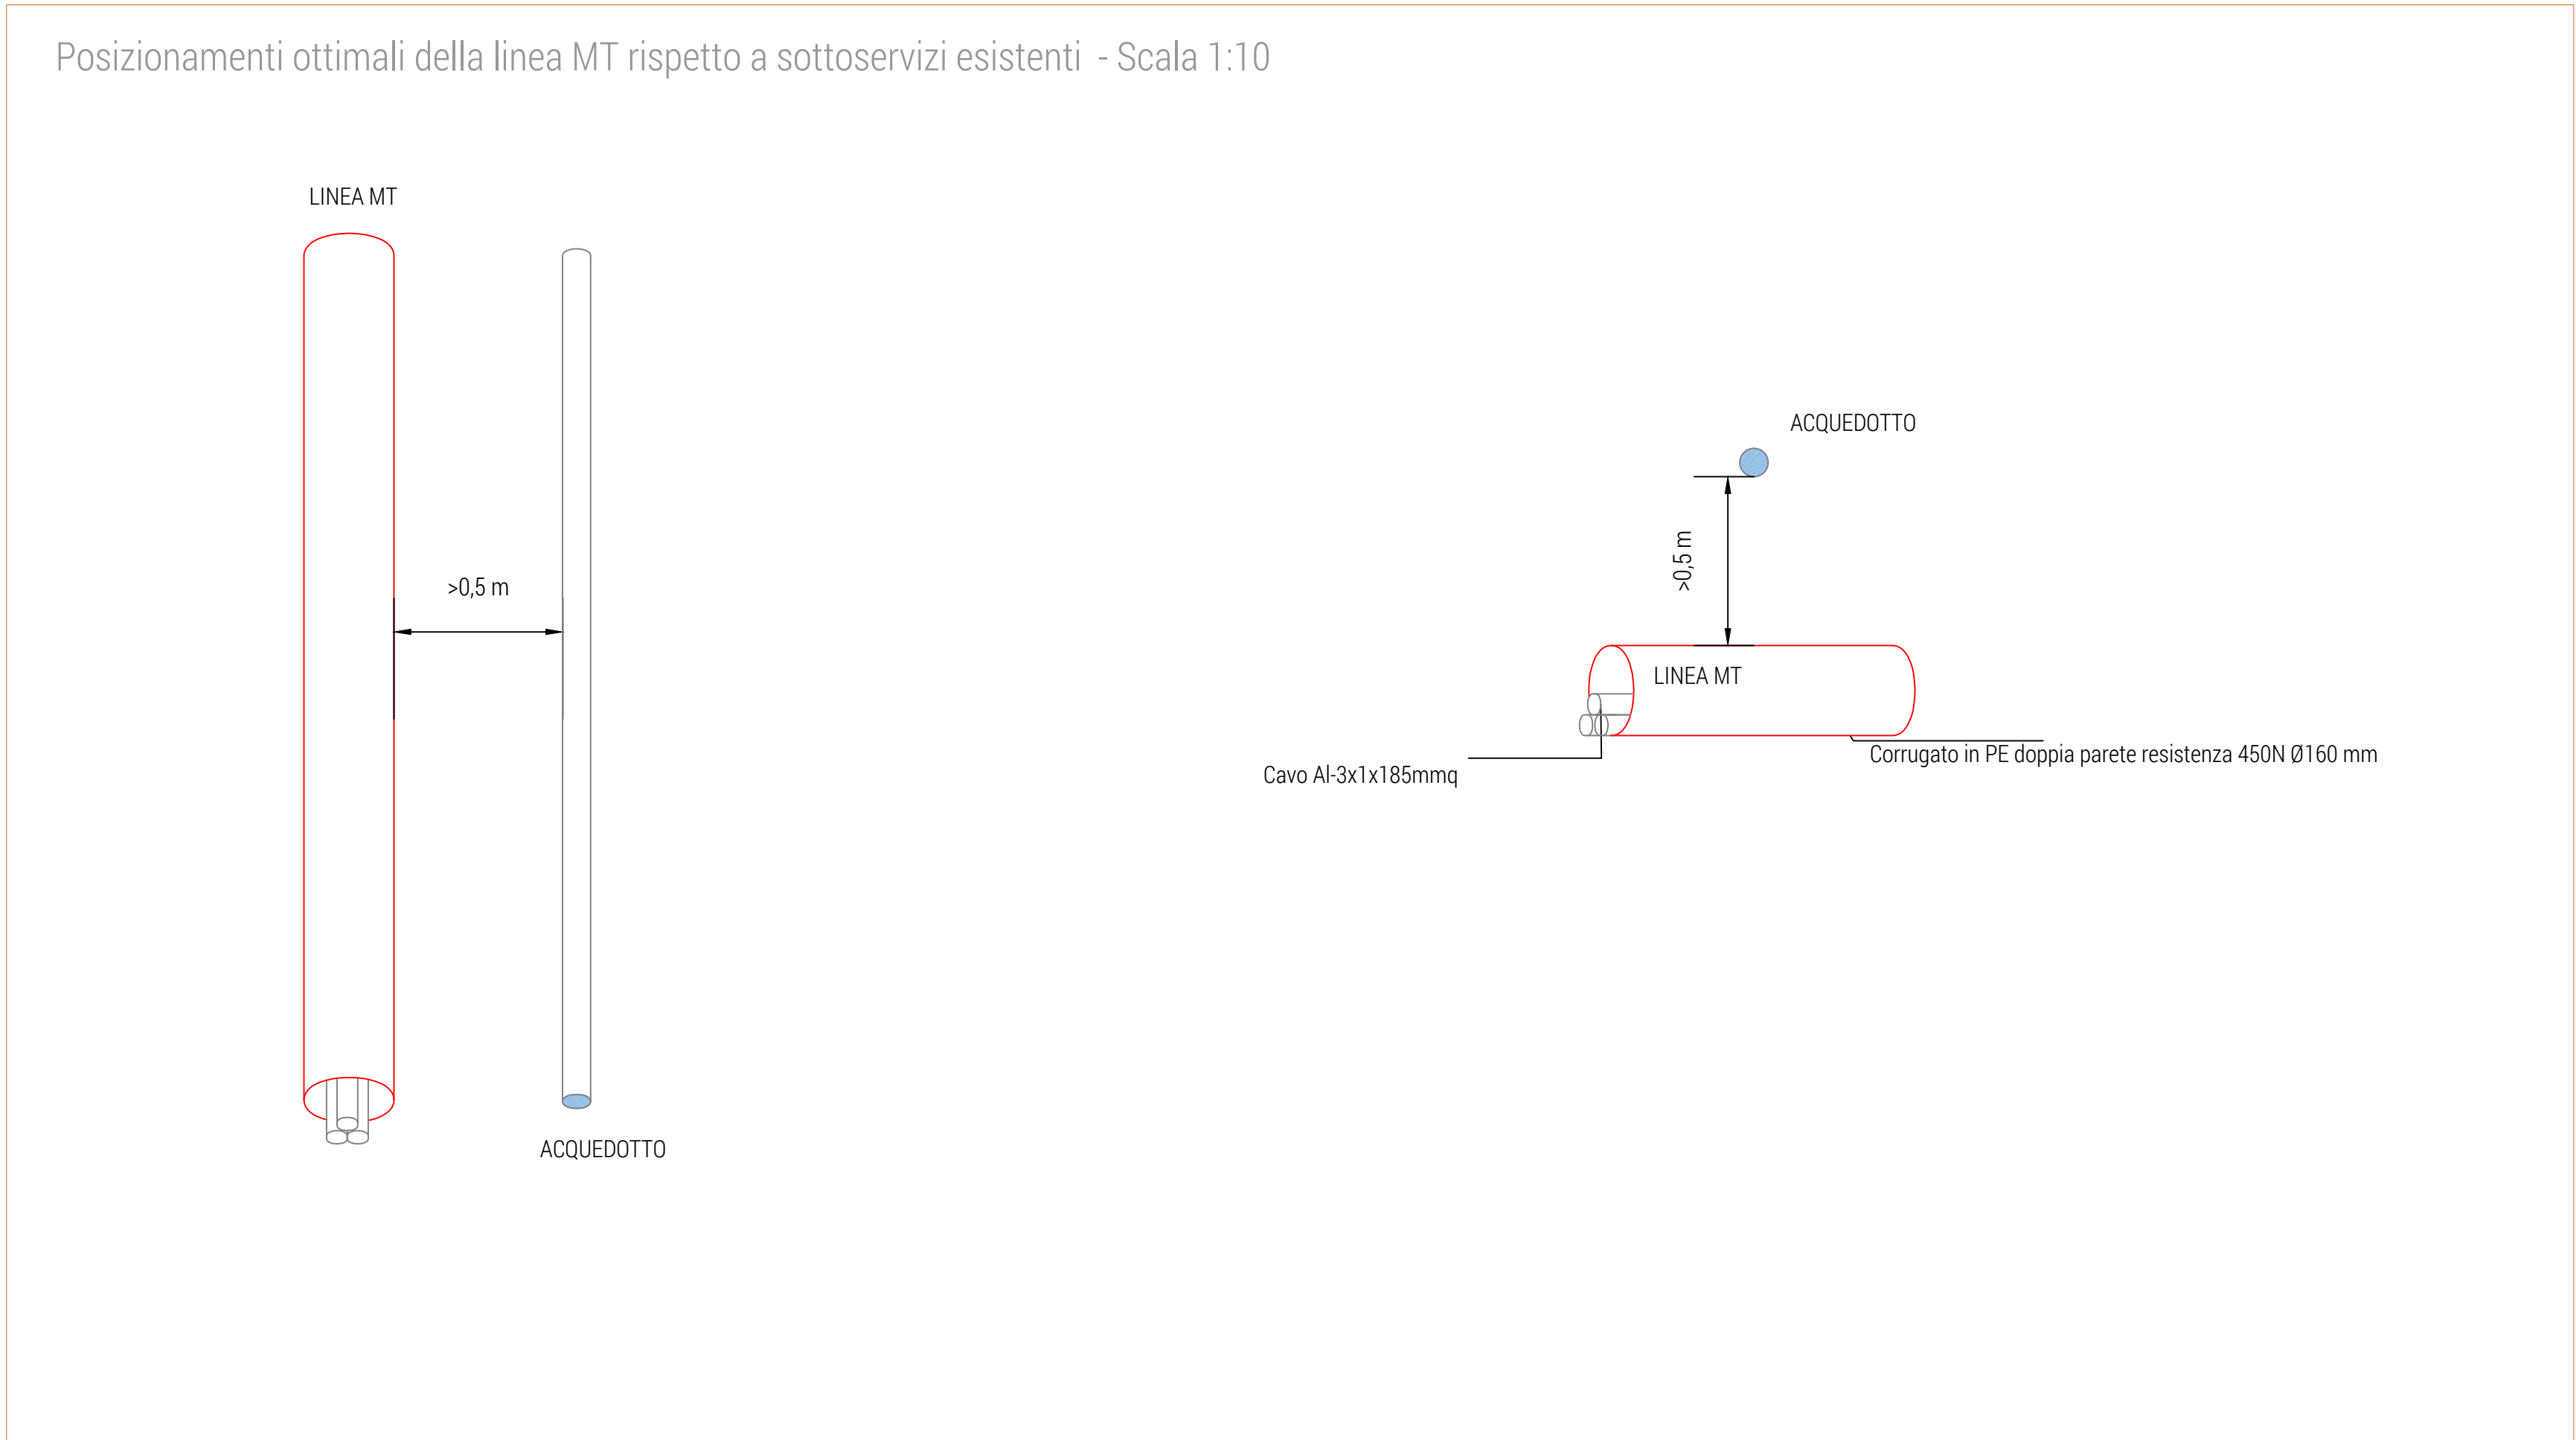 Posizionamenti ottimali della linea MT rispetto a sottoservizi esistenti - Scala 1:10
LINEA MT
>0,5 m
ACQUEDOTTO
ACQUEDOTTO
>0,5 m
LINEA MT
Corrugato in PE doppia parete resistenza 450N Ø160 mm
Cavo Al-3x1x185mmq